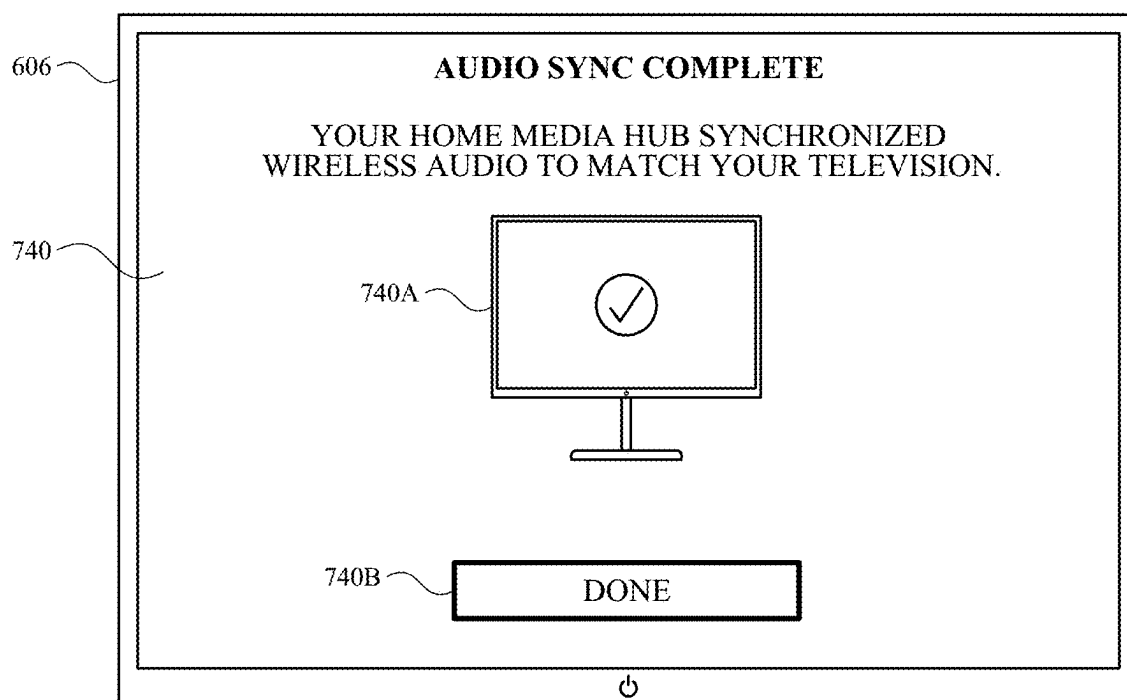 606
AUDIO SYNC COMPLETE
YOUR HOME MEDIA HUB SYNCHRONIZED
WIRELESS AUDIO TO MATCH YOUR TELEVISION.
740
740A
740B
DONE